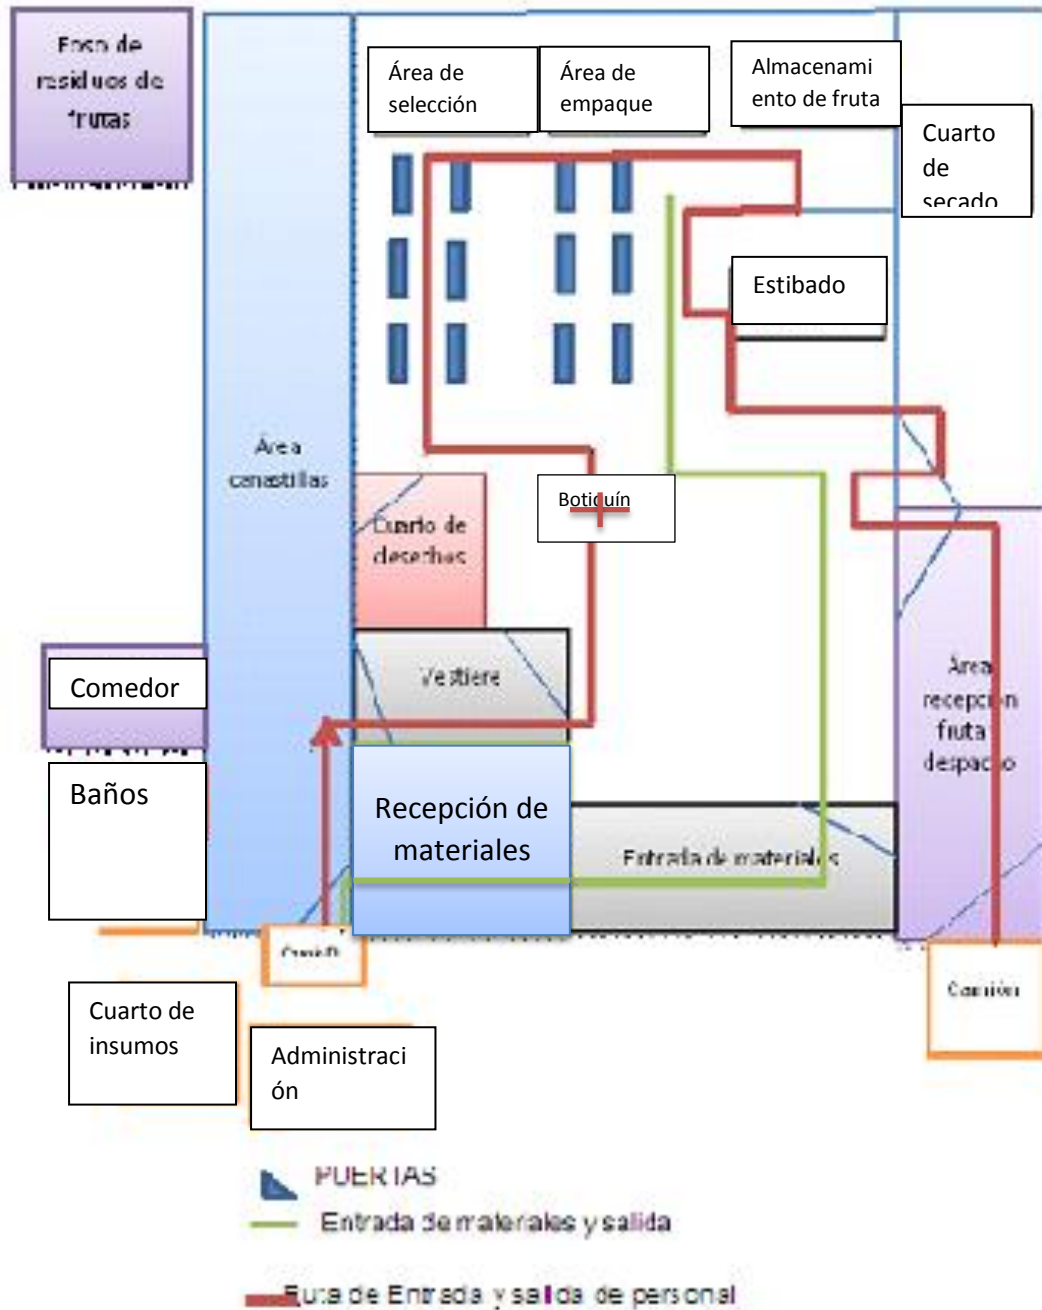 Foso de
residuos de
frutas
Área de
selección
Área de
empaque
Almacenami
ento de fruta
Cuarto
de
secado
Estibado
Área
canastillas
Cuarto de
desechos
Botiquín
Vestiere
Comedor
Baños
Recepción de
materiales
Entrada de materiales
Área
recepción
fruta
despacho
Camión
Cuarto de
insumos
Administraci
ón
PUERTAS
Entrada de materiales y salida
Ruta de Entrada y salida de personal